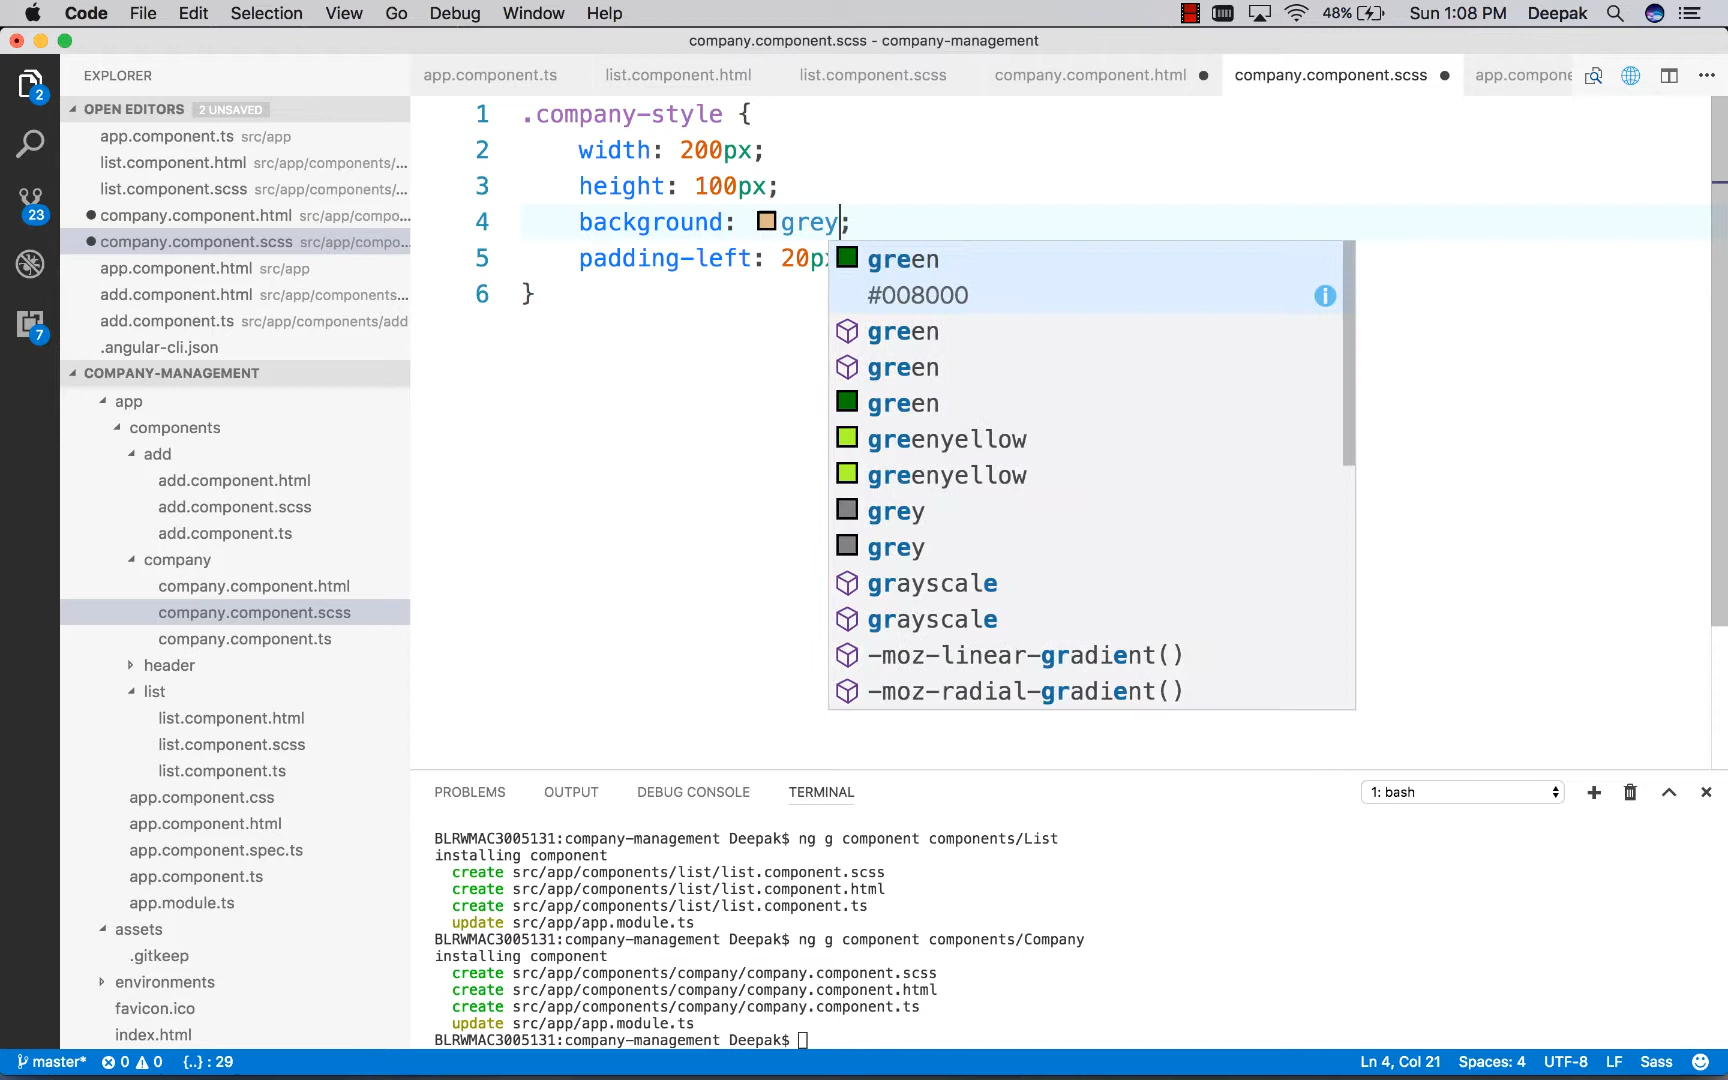 Code File Edit Selection View Go Debug Window Help 48% Sun 1:08 PM Deepak
company.component.scss - company-management
EXPLORER
OPEN EDITORS 2 UNSAVED
app.component.ts src/app
list.component.html src/app/components/...
list.component.scss src/app/components/...
company.component.html src/app/compo...
company.component.scss src/app/compo...
app.component.html src/app
add.component.html src/app/components...
add.component.ts src/app/components/add
.angular-cli.json
COMPANY-MANAGEMENT
app
components
add
add.component.html
add.component.scss
add.component.ts
company
company.component.html
company.component.scss
company.component.ts
header
list
list.component.html
list.component.scss
list.component.ts
app.component.css
app.component.html
app.component.spec.ts
app.component.ts
app.module.ts
assets
.gitkeep
environments
favicon.ico
index.html
2
23
7
app.component.ts list.component.html list.component.scss company.component.html company.component.scss app.compone
1 .company-style {
2 width: 200px;
3 height: 100px;
4 background: grey;
5 padding-left: 20p
6 }
green
#008000
green
green
green
greenyellow
greenyellow
grey
grey
grayscale
grayscale
-moz-linear-gradient()
-moz-radial-gradient()
PROBLEMS OUTPUT DEBUG CONSOLE TERMINAL 1: bash
BLRWMAC3005131:company-management Deepak$ ng g component components/List
installing component
create src/app/components/list/list.component.scss
create src/app/components/list/list.component.html
create src/app/components/list/list.component.ts
update src/app/app.module.ts
BLRWMAC3005131:company-management Deepak$ ng g component components/Company
installing component
create src/app/components/company/company.component.scss
create src/app/components/company/company.component.html
create src/app/components/company/company.component.ts
update src/app/app.module.ts
BLRWMAC3005131:company-management Deepak$
master* 0 0 {..} : 29 Ln 4, Col 21 Spaces: 4 UTF-8 LF Sass